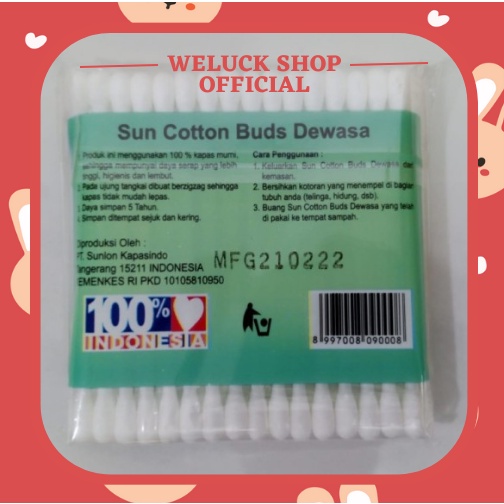 WELUCK SHOP
OFFICIAL
Sun Cotton Buds Dewasa
Produk ini menggunakan 100 % kapas murni,
sehingga mempunyai daya serap yang lebih
tinggi, higienis dan lembut.
Pada ujung tangkai dibuat berzigzag sehingga
kapas tidak mudah lepas.
Daya simpan 5 Tahun.
Simpan ditempat sejuk dan kering.
Cara Penggunaan :
1. Keluarkan Sun Cotton Buds Dewasa dari
kemasan.
2. Bersihkan kotoran yang menempel di bagian
tubuh anda (telinga, hidung, dsb).
3. Buang Sun Cotton Buds Dewasa yang telah
di pakai ke tempat sampah.
Diproduksi Oleh :
PT. Sunlon Kapasindo
Tangerang 15211 INDONESIA
KEMENKES RI PKD 10105810950
MFG210222
100%
INDONESIA
8 997008 090008